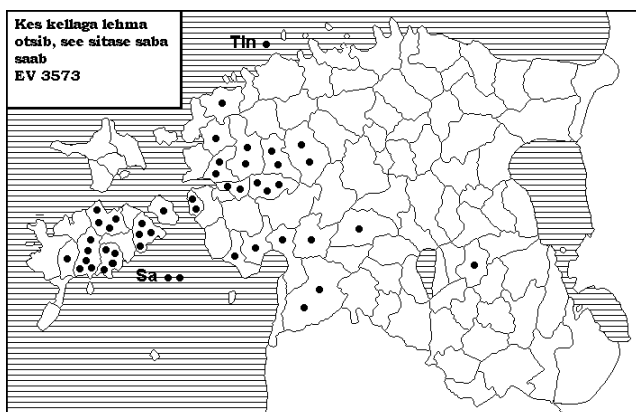 Kes kellaga lehma
otsib, see sitase saba
saab
EV 3573
Tln
Sa